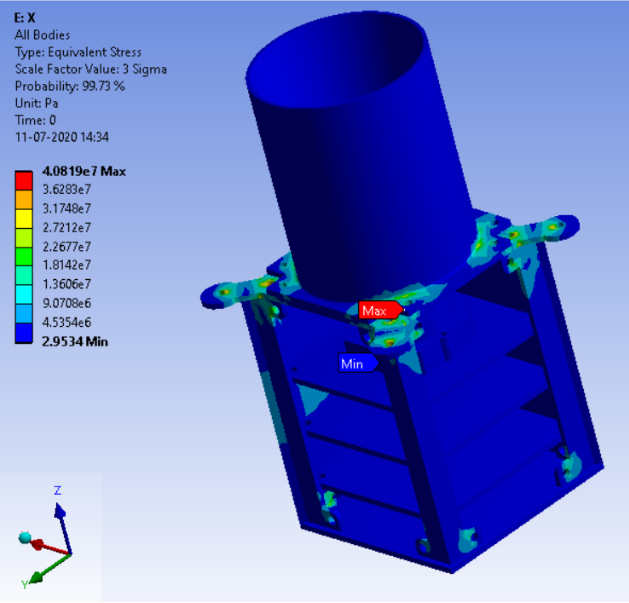 E: X
All Bodies
Type: Equivalent Stress
Scale Factor Value: 3 Sigma
Probability: 99.73 %
Unit: Pa
Time: 0
11-07-2020 14:34
4.0819e7 Max
3.6283e7
3.1748e7
2.7212e7
2.2677e7
1.8142e7
1.3607e7
9.0708e6
4.5354e6
2.9534 Min
Max
Min
Z
Y